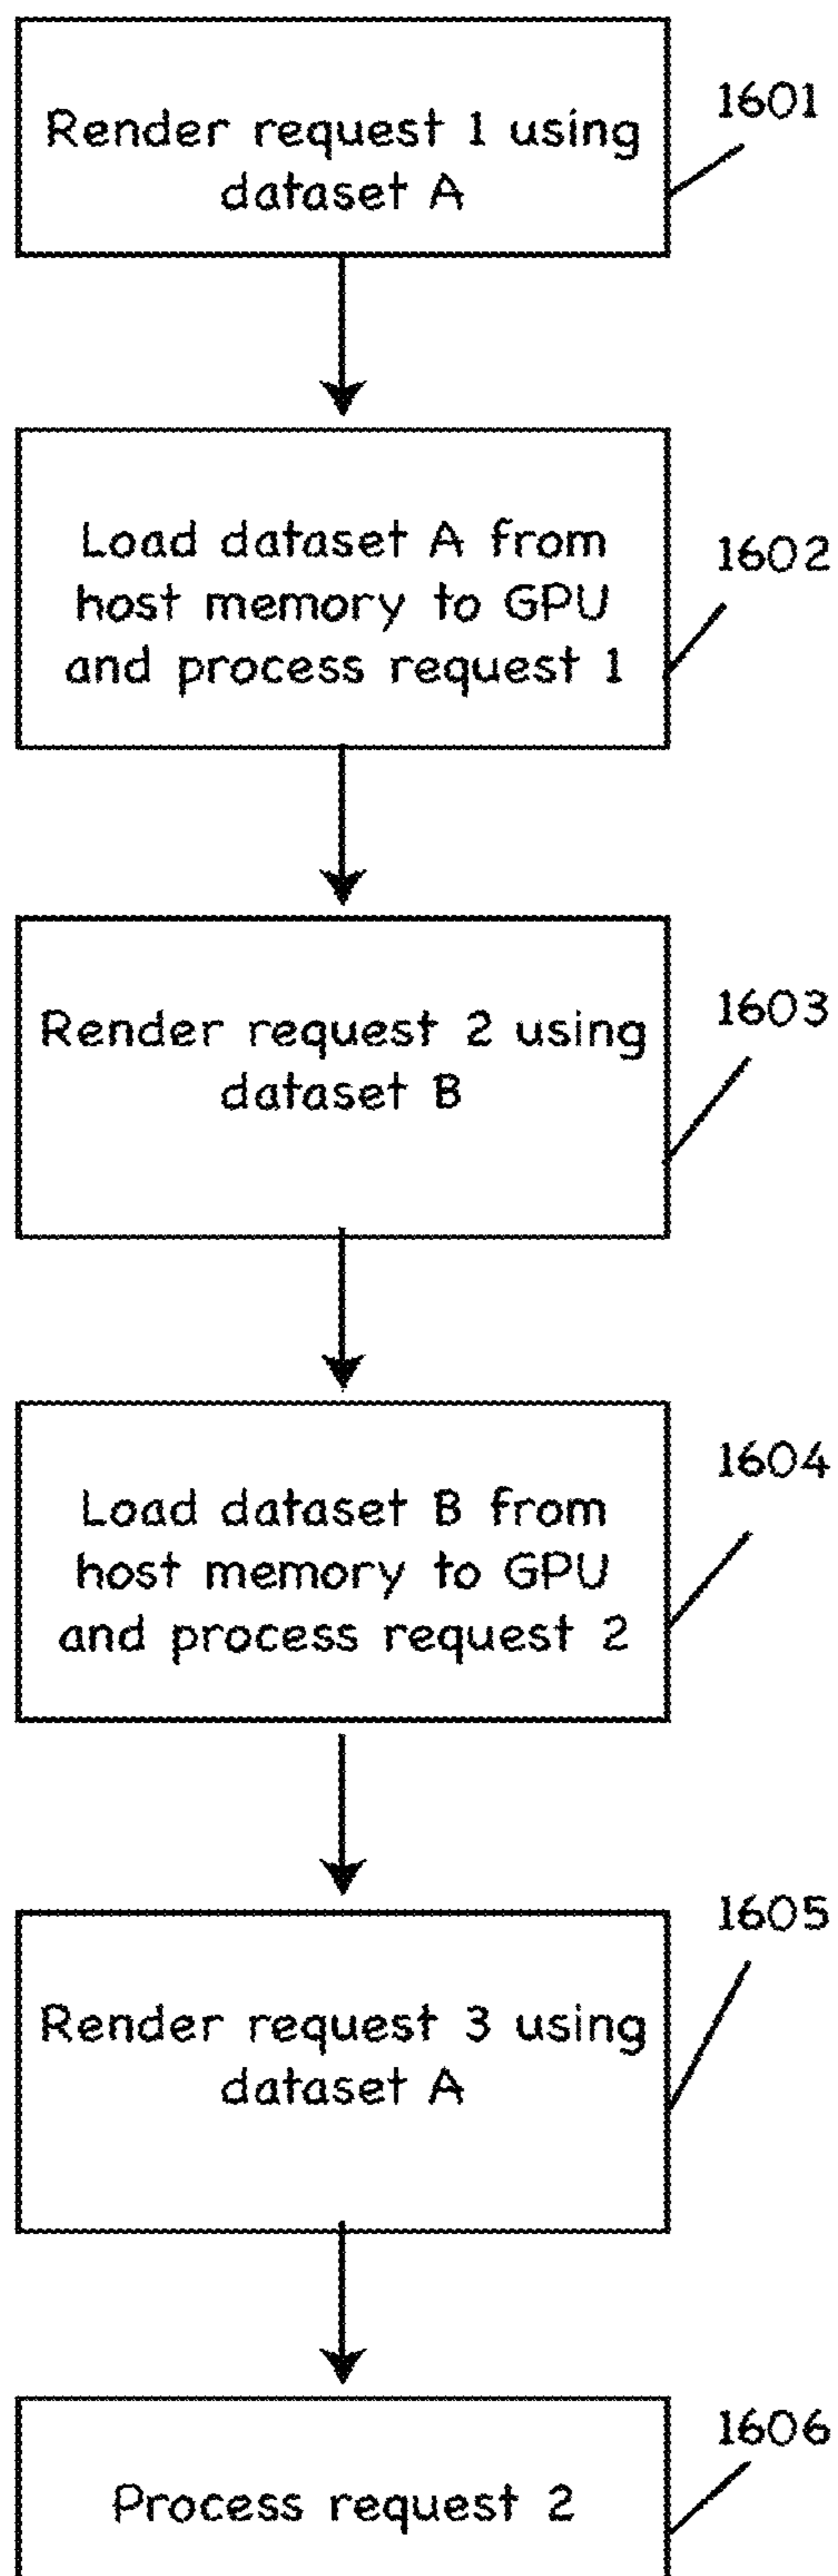 Render request 1 using
dataset A
1601
Load dataset A from
host memory to GPU
and process request 1
1602
Render request 2 using
dataset B
1603
Load dataset B from
host memory to GPU
and process request 2
1604
Render request 3 using
dataset A
1605
Process request 2
1606